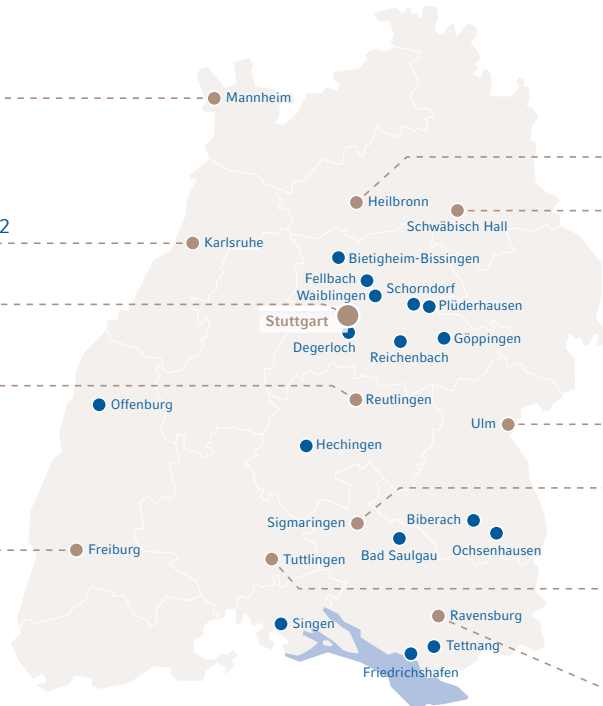 Mannheim
Heilbronn
Schwäbisch Hall
2
Karlsruhe
Bietigheim-Bissingen
Fellbach
Schorndorf
Waiblingen
Plüderhausen
Stuttgart
Göppingen
Degerloch
Reichenbach
Reutlingen
Offenburg
Ulm
Hechingen
Sigmaringen
Biberach
Freiburg
Bad Saulgau
Ochsenhausen
Tuttlingen
Ravensburg
Singen
Tettnang
Friedrichshafen